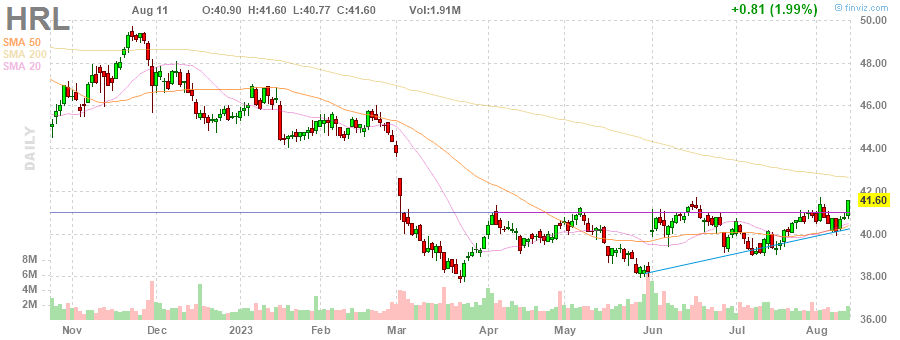 HRL Aug 11 O:40.90 H:41.60 L:40.77 C:41.60 Vol:1.91M +0.81 (1.99%) © finviz.com
SMA 50
SMA 200
SMA 20
DAILY
50.00
48.00
46.00
44.00
42.00
41.60
40.00
38.00
36.00
8M
6M
4M
2M
Nov Dec 2023 Feb Mar Apr May Jun Jul Aug